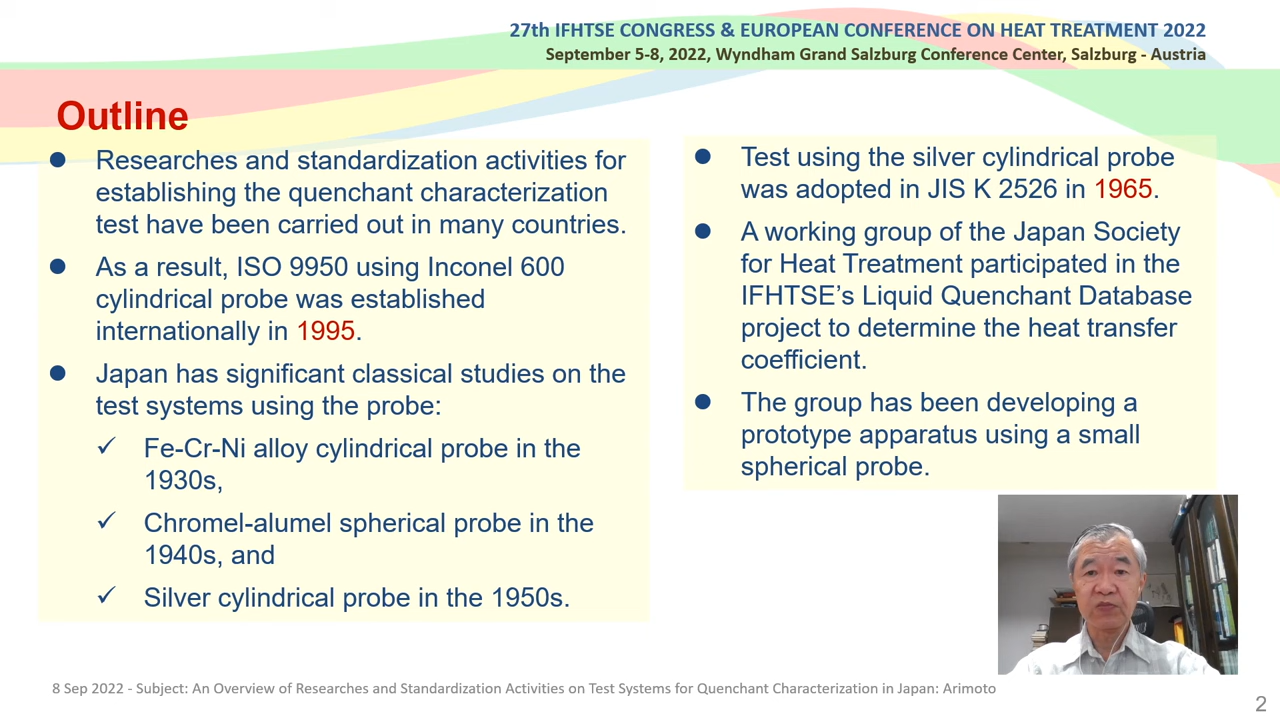 27th IFHTSE CONGRESS & EUROPEAN CONFERENCE ON HEAT TREATMENT 2022
September 5-8, 2022, Wyndham Grand Salzburg Conference Center, Salzburg - Austria
Outline
● Researches and standardization activities for
establishing the quenchant characterization
test have been carried out in many countries.
● As a result, ISO 9950 using Inconel 600
cylindrical probe was established
internationally in 1995.
● Japan has significant classical studies on the
test systems using the probe:
✓ Fe-Cr-Ni alloy cylindrical probe in the
1930s,
✓ Chromel-alumel spherical probe in the
1940s, and
✓ Silver cylindrical probe in the 1950s.
● Test using the silver cylindrical probe
was adopted in JIS K 2526 in 1965.
● A working group of the Japan Society
for Heat Treatment participated in the
IFHTSE’s Liquid Quenchant Database
project to determine the heat transfer
coefficient.
● The group has been developing a
prototype apparatus using a small
spherical probe.
8 Sep 2022 - Subject: An Overview of Researches and Standardization Activities on Test Systems for Quenchant Characterization in Japan: Arimoto
2